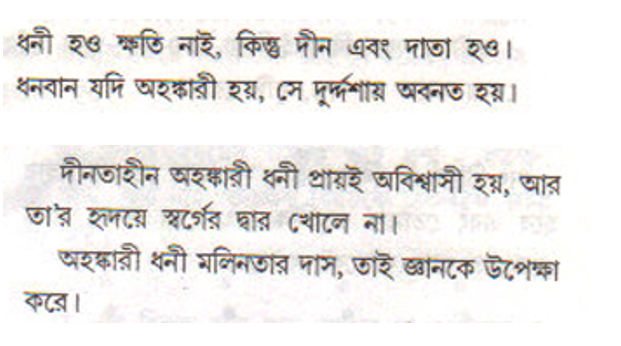 ধনী হও ক্ষতি নাই, কিন্তু দীন এবং দাতা হও।
ধনবান যদি অহঙ্কারী হয়, সে দুর্দ্দশায় অবনত হয়।
দীনতাহীন অহঙ্কারী ধনী প্রায়ই অবিশ্বাসী হয়, আর
তা'র হৃদয়ে স্বর্গের দ্বার খোলে না।
অহঙ্কারী ধনী মলিনতার দাস, তাই জ্ঞানকে উপেক্ষা
করে।